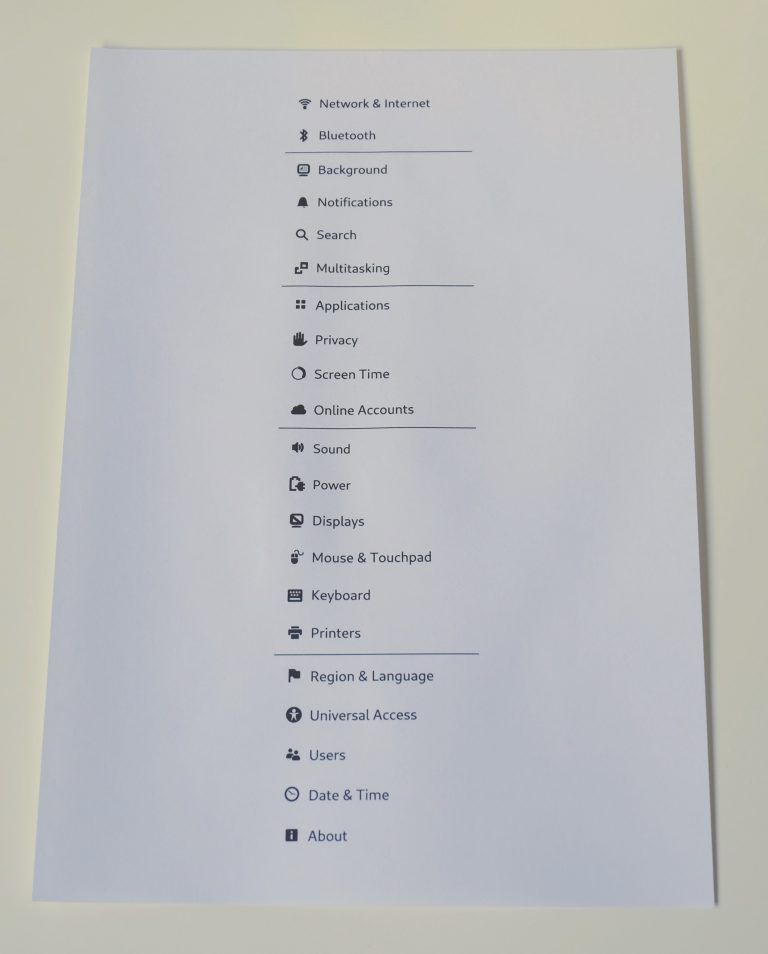 Network & Internet
Bluetooth
Background
Notifications
Search
Multitasking
Applications
Privacy
Screen Time
Online Accounts
Sound
Power
Displays
Mouse & Touchpad
Keyboard
Printers
Region & Language
Universal Access
Users
Date & Time
About